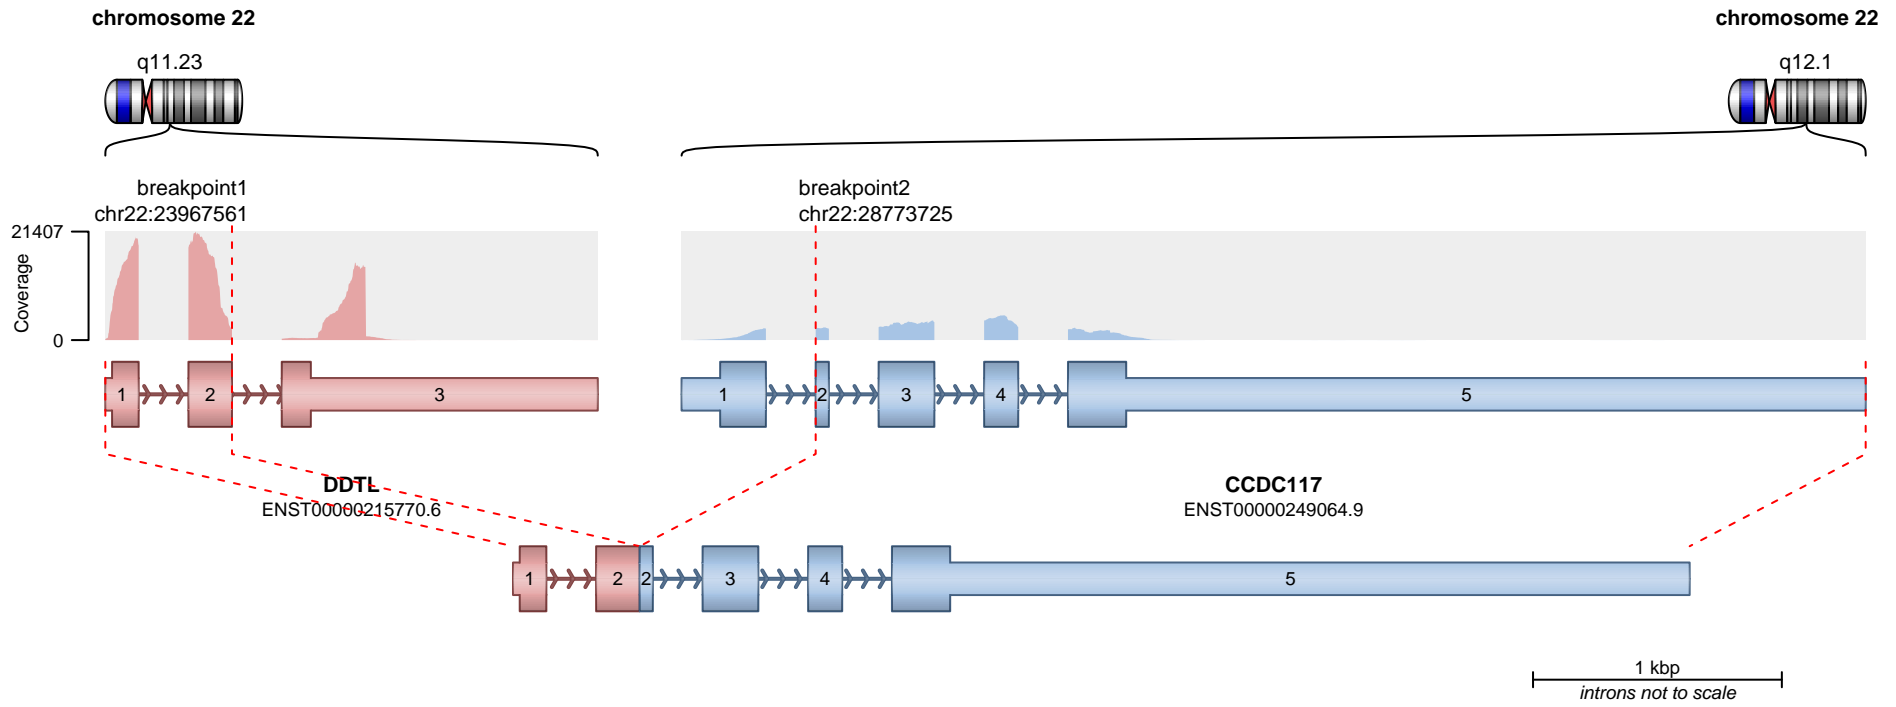 chromosome 22
chromosome 22
q11.23
q12.1
breakpoint1
chr22:23967561
breakpoint2
chr22:28773725
21407
Coverage
0
1
2
3
1
2
3
4
5
DDTL
ENST00000215770.6
CCDC117
ENST00000249064.9
1
2
2
3
4
5
1 kbp
introns not to scale